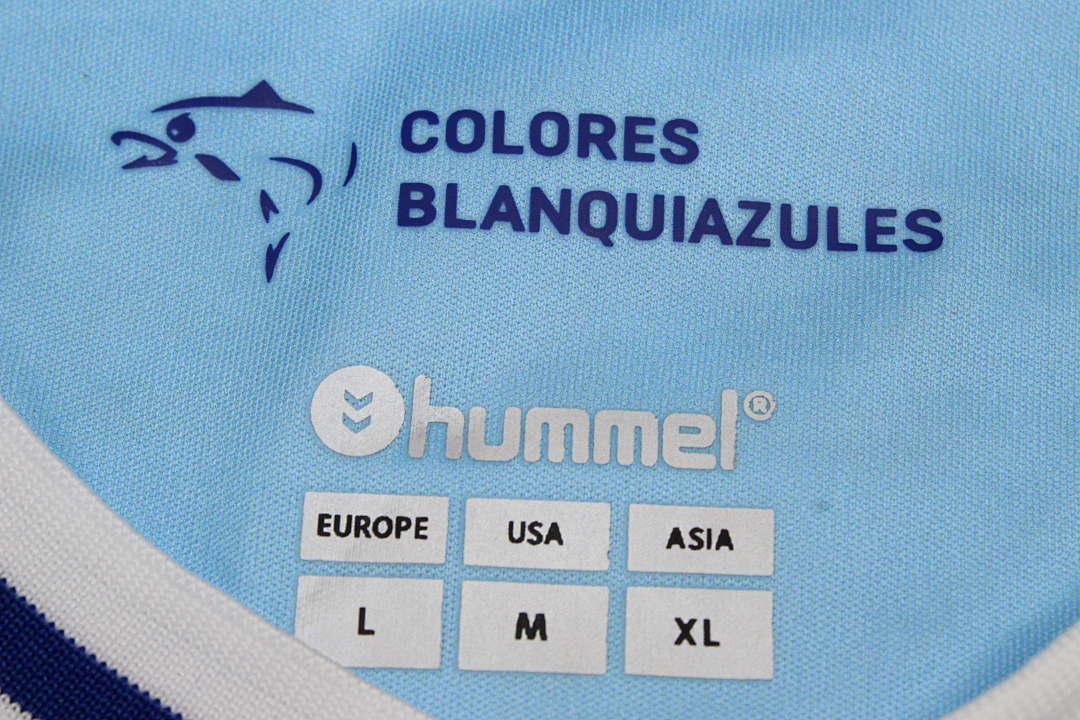 COLORES
BLANQUIAZULES
hummel®
EUROPE USA ASIA
L M XL